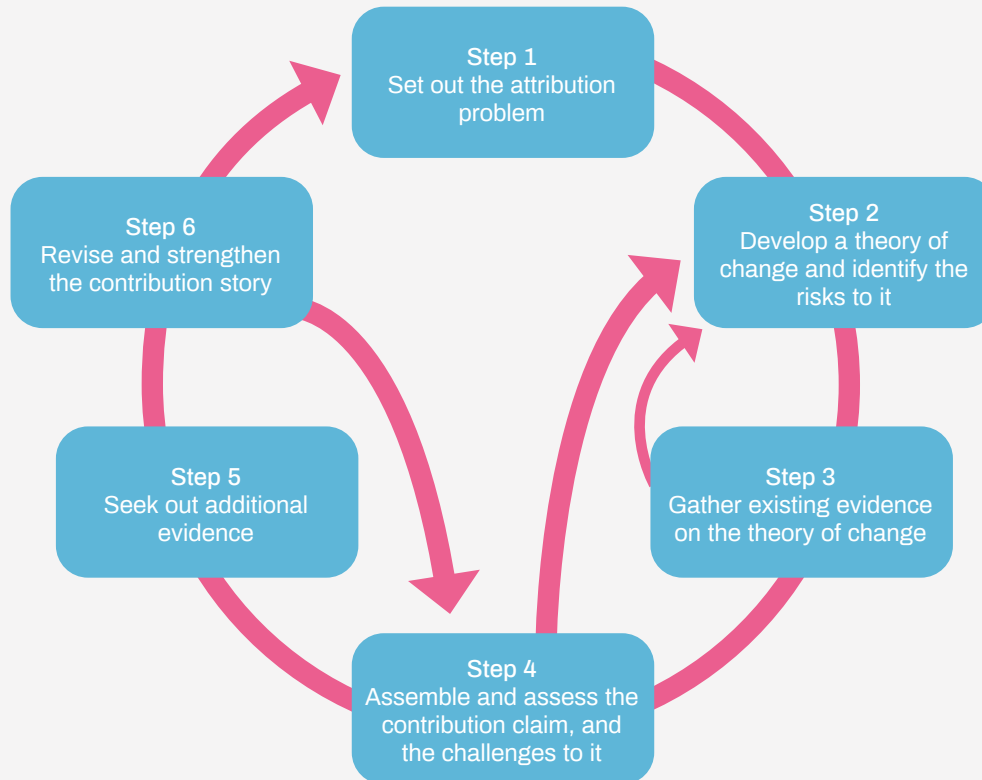 Step 1
Set out the attribution
problem
Step 2
Develop a theory of
change and identify the
risks to it
Step 3
Gather existing evidence
on the theory of change
Step 4
Assemble and assess the
contribution claim, and
the challenges to it
Step 5
Seek out additional
evidence
Step 6
Revise and strengthen
the contribution story